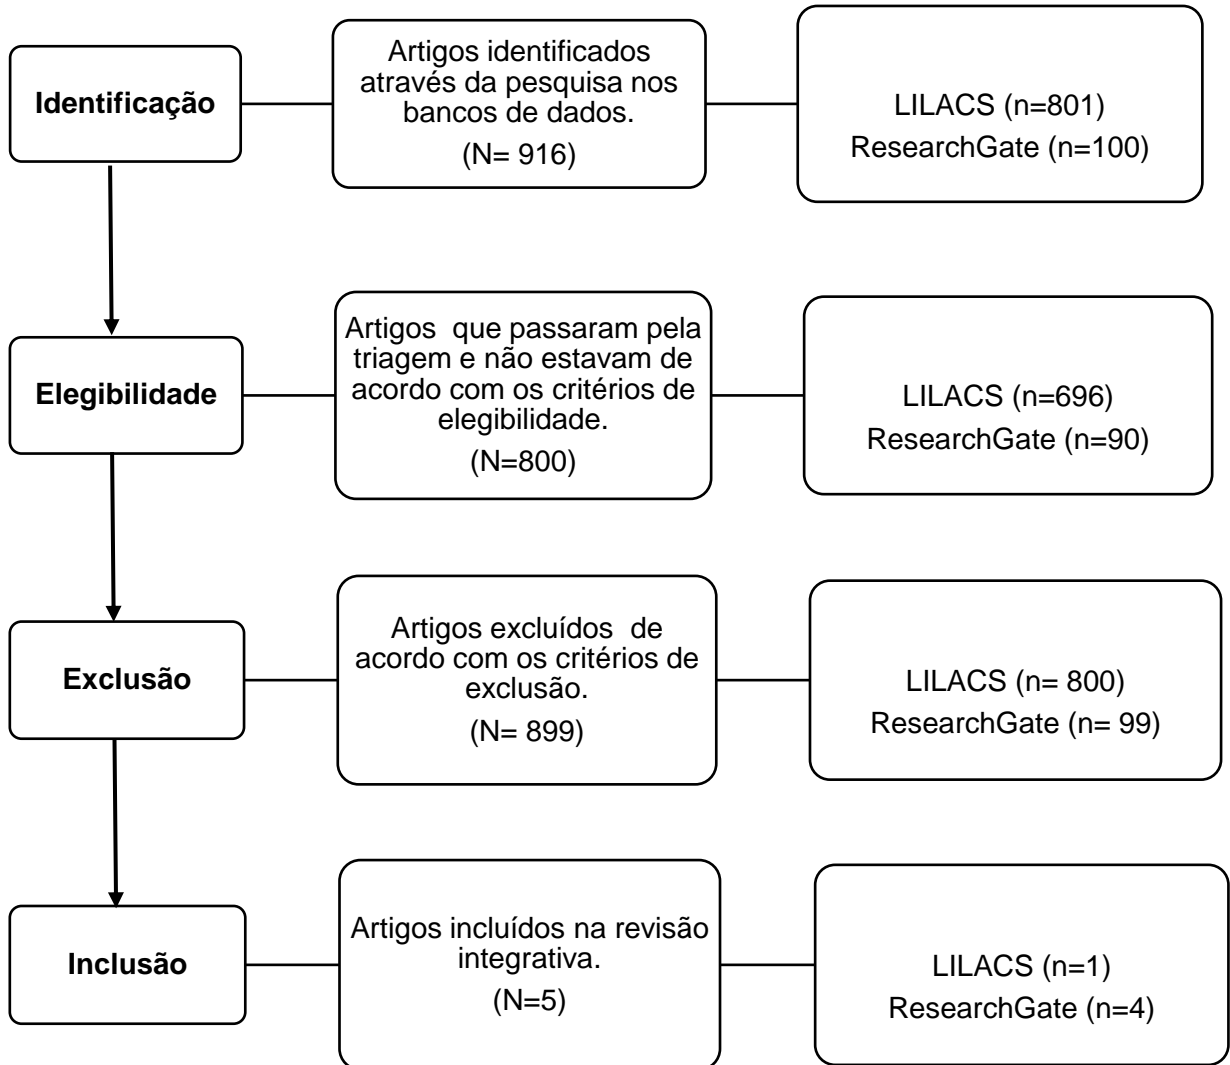 Identificação
Artigos identificados
através da pesquisa nos
bancos de dados.
(N= 916)
LILACS (n=801)
ResearchGate (n=100)
Elegibilidade
Artigos  que passaram pela
triagem e não estavam de
acordo com os critérios de
elegibilidade.
(N=800)
LILACS (n=696)
ResearchGate (n=90)
Exclusão
Artigos excluídos  de
acordo com os critérios de
exclusão.
(N= 899)
LILACS (n= 800)
ResearchGate (n= 99)
Inclusão
Artigos incluídos na revisão
integrativa.
(N=5)
LILACS (n=1)
ResearchGate (n=4)